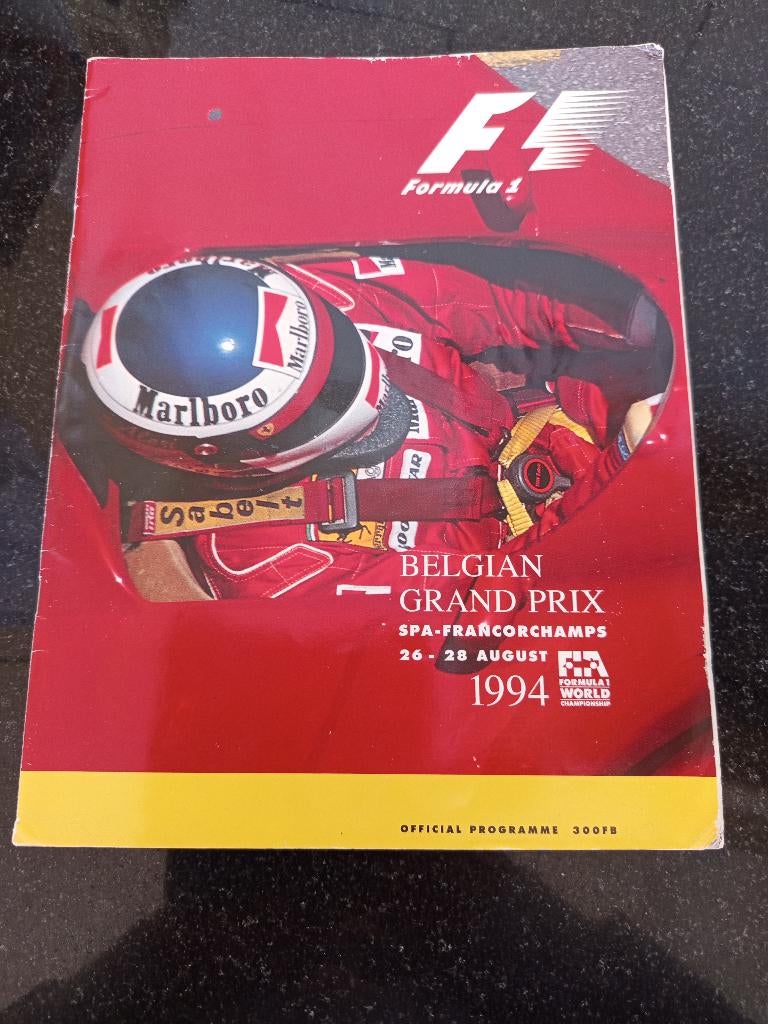 F1
Formula 1
Marlboro
Marlboro
Sabelt
BELGIAN
GRAND PRIX
SPA-FRANCORCHAMPS
26 - 28 AUGUST
1994
FIA
FORMULA 1
WORLD
CHAMPIONSHIP
OFFICIAL PROGRAMME 300FB